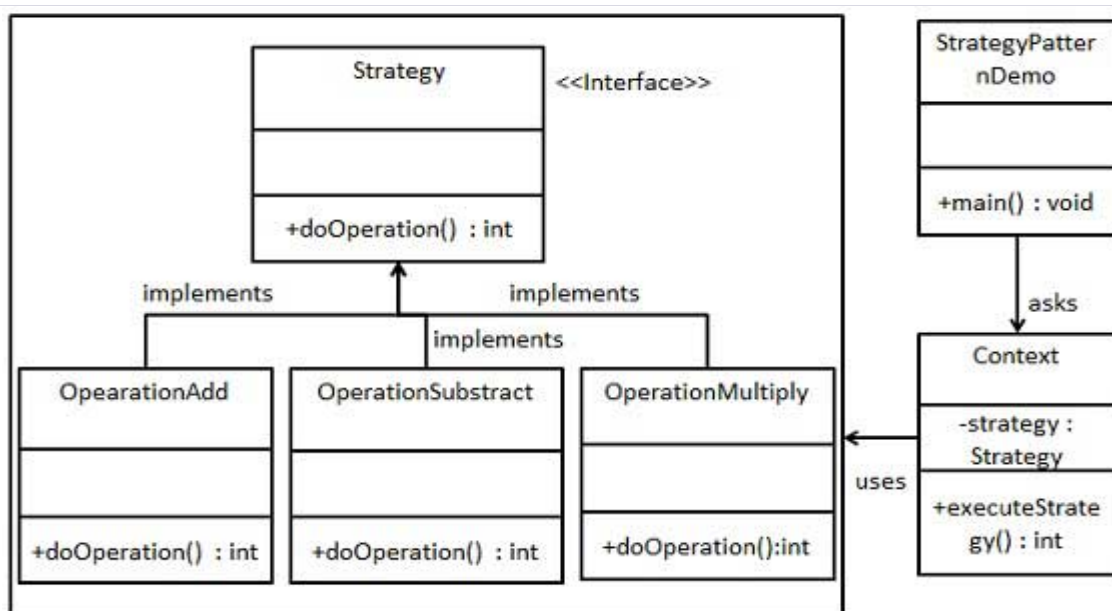 Strategy
<<Interface>>
+doOperation() : int
implements
implements
implements
OpearationAdd
+doOperation() : int
OperationSubstract
+doOperation() : int
OperationMultiply
+doOperation():int
StrategyPatter
nDemo
+main() : void
asks
Context
-strategy :
Strategy
+executeStrate
gy() : int
uses